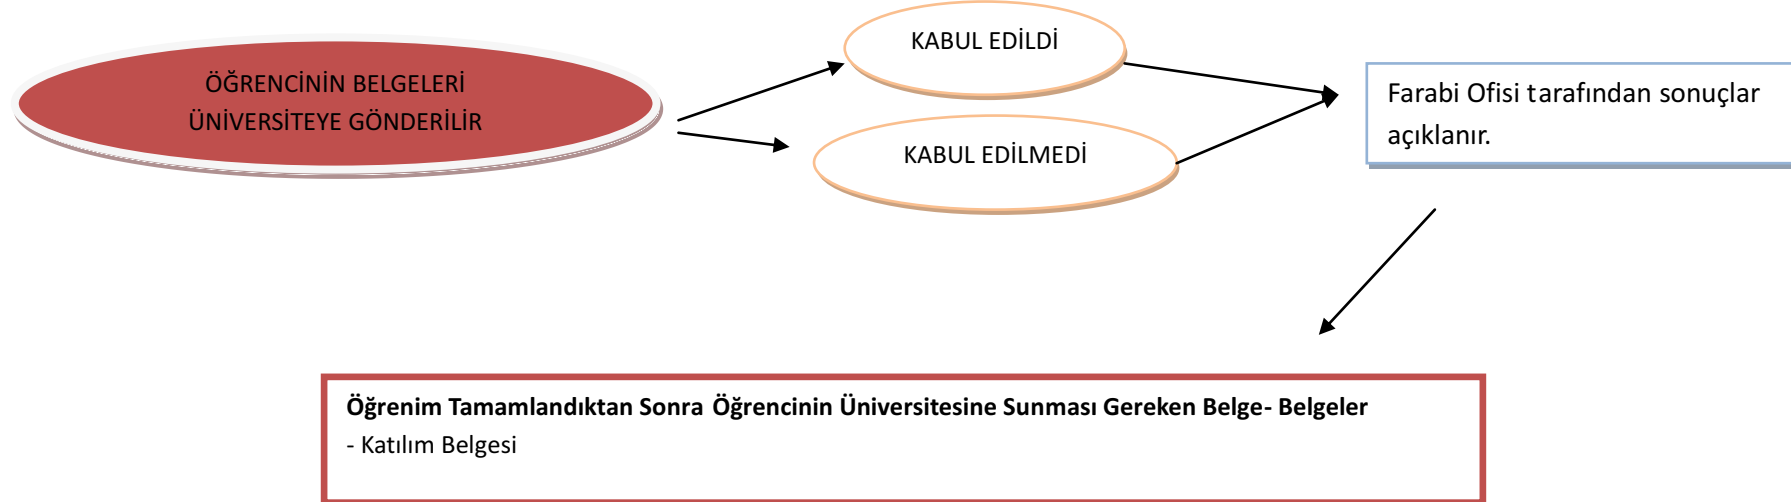 ÖĞRENCİNİN BELGELERİ
ÜNİVERSİTEYE GÖNDERİLİR
KABUL EDİLDİ
KABUL EDİLMEDİ
Farabi Ofisi tarafından sonuçlar
açıklanır.
Öğrenim Tamamlandıktan Sonra Öğrencinin Üniversitesine Sunması Gereken Belge- Belgeler
- Katılım Belgesi